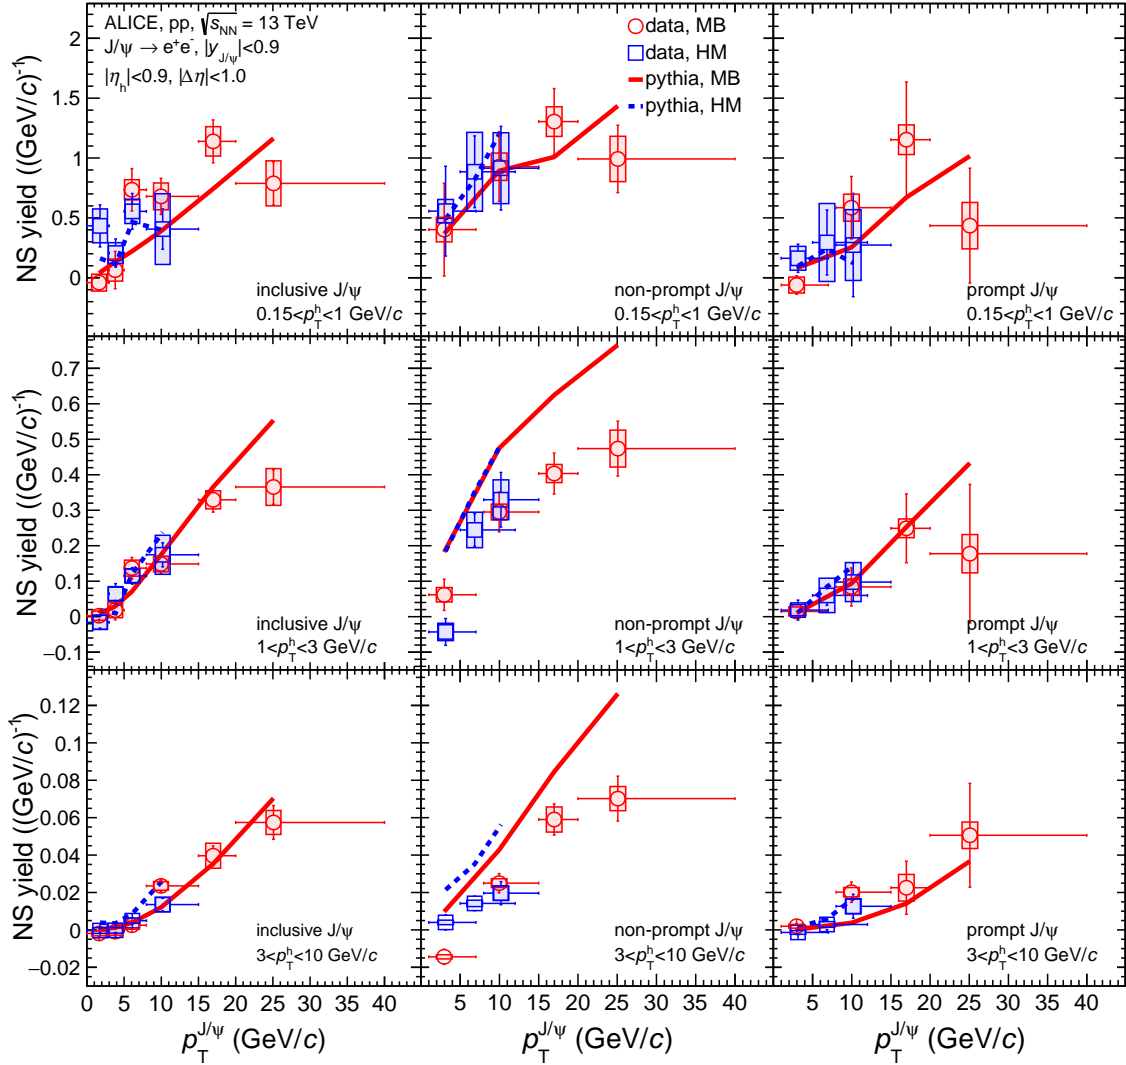 ALICE, pp, √s_NN = 13 TeV
J/ψ → e⁺e⁻, |y_J/ψ|<0.9
|η_h|<0.9, |Δη|<1.0
data, MB
data, HM
pythia, MB
pythia, HM
NS yield ((GeV/c)⁻¹)
2
1.5
1
0.5
0
inclusive J/ψ
0.15<p_T^h<1 GeV/c
non-prompt J/ψ
0.15<p_T^h<1 GeV/c
prompt J/ψ
0.15<p_T^h<1 GeV/c
NS yield ((GeV/c)⁻¹)
0.7
0.6
0.5
0.4
0.3
0.2
0.1
0
−0.1
inclusive J/ψ
1<p_T^h<3 GeV/c
non-prompt J/ψ
1<p_T^h<3 GeV/c
prompt J/ψ
1<p_T^h<3 GeV/c
NS yield ((GeV/c)⁻¹)
0.12
0.1
0.08
0.06
0.04
0.02
0
−0.02
inclusive J/ψ
3<p_T^h<10 GeV/c
non-prompt J/ψ
3<p_T^h<10 GeV/c
prompt J/ψ
3<p_T^h<10 GeV/c
0 5 10 15 20 25 30 35 40
5 10 15 20 25 30 35 40
5 10 15 20 25 30 35 40
p_T^J/ψ (GeV/c)
p_T^J/ψ (GeV/c)
p_T^J/ψ (GeV/c)